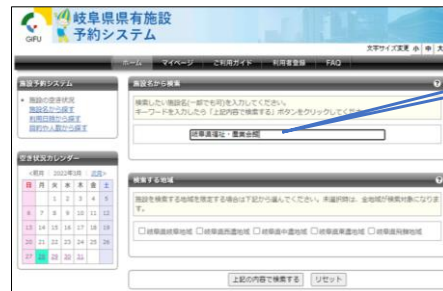 岐阜県県有施設
予約システム
GIFU
文字サイズ変更 小 中 大
ホーム マイページ ご利用ガイド 利用者登録 FAQ
施設予約システム
施設の空き状況
施設名から探す
利用日時から探す
目的や人数から探す
空き状況カレンダー
<前月 2022年3月 次月>
日 月 火 水 木 金 土
1 2 3 4 5
6 7 8 9 10 11 12
13 14 15 16 17 18 19
20 21 22 23 24 25 26
27 28 29 30 31
施設名から検索
検索したい施設名(一部でも可)を入力してください。
キーワードを入力したら「上記内容で検索する」ボタンをクリックしてくだ
岐阜県福祉・農業会館
検索する地域
施設を検索する地域を限定する場合は下記から選んでください。未選択時は、全地域が検索対象になりま
す。
岐阜県岐阜地域 岐阜県西濃地域 岐阜県中濃地域 岐阜県東濃地域 岐阜県飛騨地域
上記の内容で検索する リセット